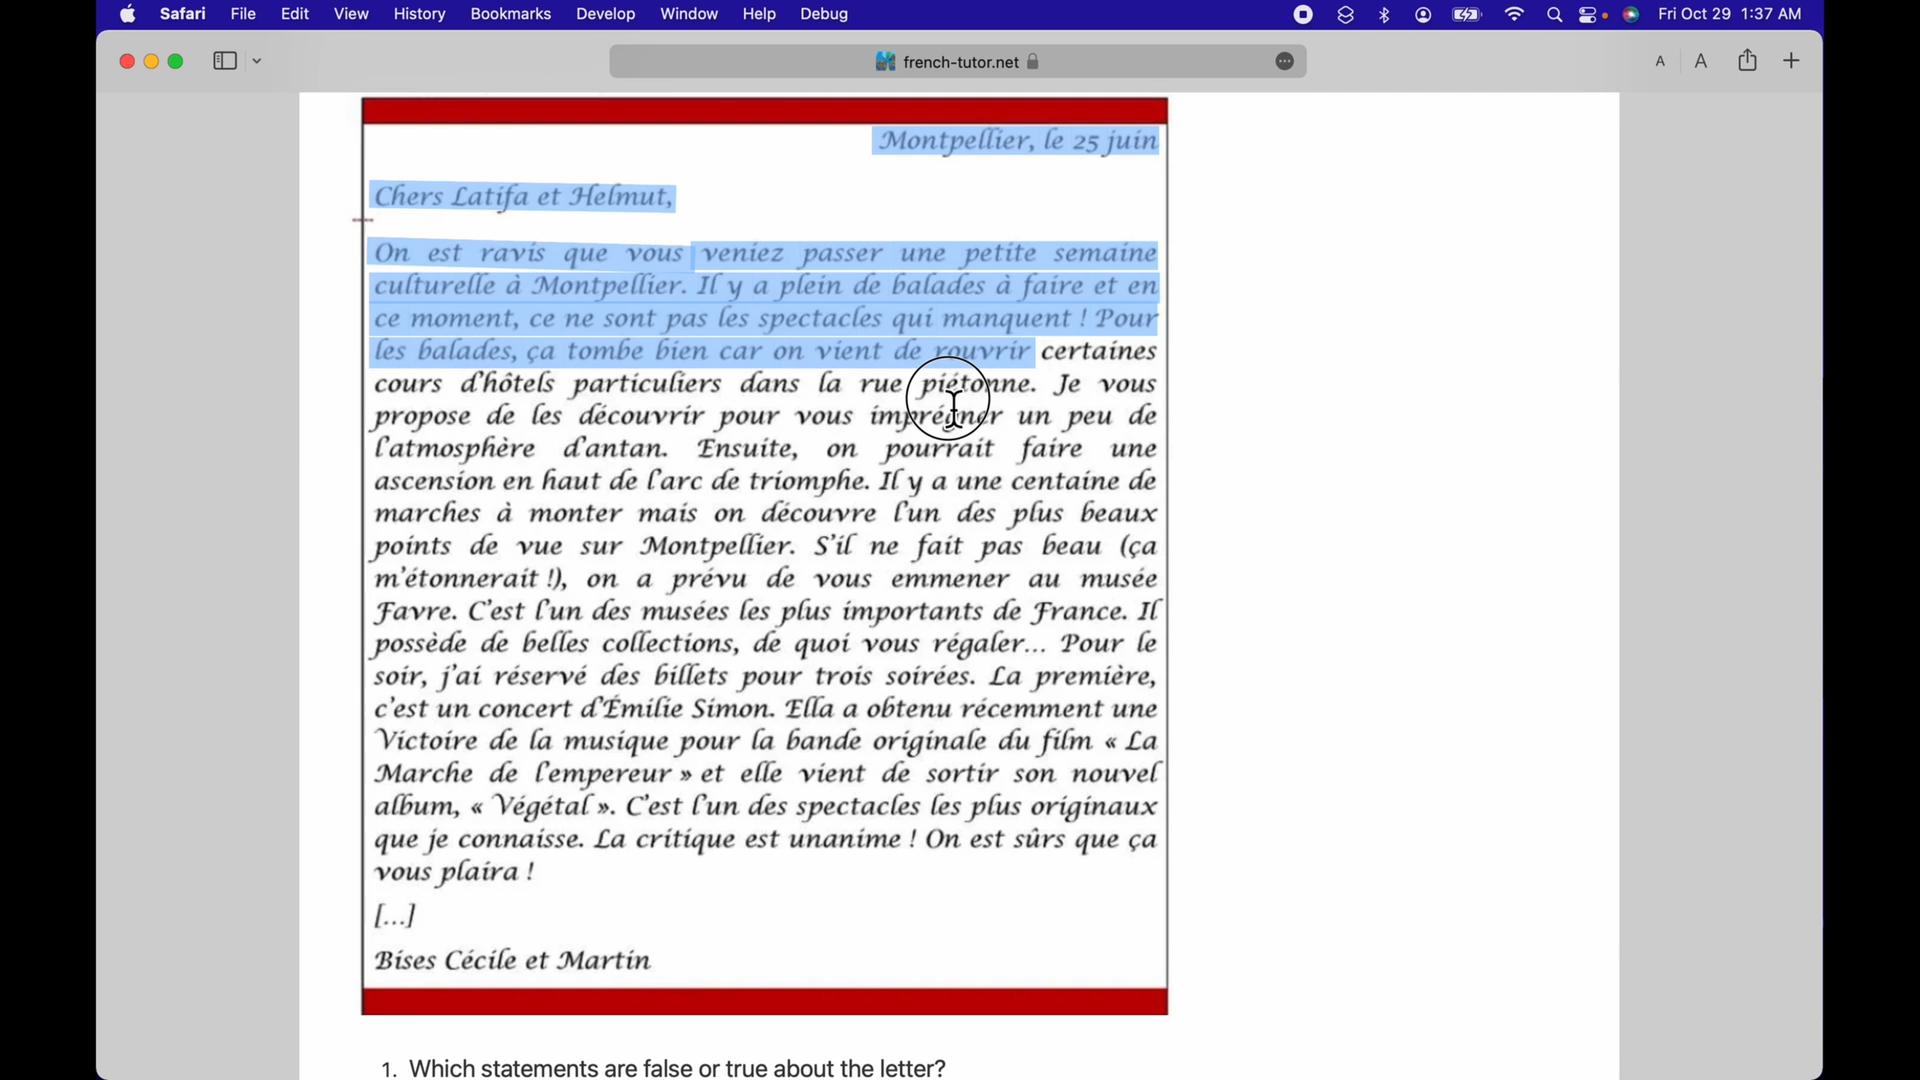 Safari File Edit View History Bookmarks Develop Window Help Debug Fri Oct 29 1:37 AM
french-tutor.net A A
Montpellier, le 25 juin
Chers Latifa et Helmut,
On est ravis que vous veniez passer une petite semaine
culturelle à Montpellier. Il y a plein de balades à faire et en
ce moment, ce ne sont pas les spectacles qui manquent ! Pour
les balades, ça tombe bien car on vient de rouvrir certaines
cours d'hôtels particuliers dans la rue piétonne. Je vous
propose de les découvrir pour vous imprégner un peu de
l'atmosphère d'antan. Ensuite, on pourrait faire une
ascension en haut de l'arc de triomphe. Il y a une centaine de
marches à monter mais on découvre l'un des plus beaux
points de vue sur Montpellier. S'il ne fait pas beau (ça
m'étonnerait !), on a prévu de vous emmener au musée
Favre. C'est l'un des musées les plus importants de France. Il
possède de belles collections, de quoi vous régaler... Pour le
soir, j'ai réservé des billets pour trois soirées. La première,
c'est un concert d'Émilie Simon. Ella a obtenu récemment une
Victoire de la musique pour la bande originale du film « La
Marche de l'empereur » et elle vient de sortir son nouvel
album, « Végétal ». C'est l'un des spectacles les plus originaux
que je connaisse. La critique est unanime ! On est sûrs que ça
vous plaira !
[...]
Bises Cécile et Martin
1. Which statements are false or true about the letter?